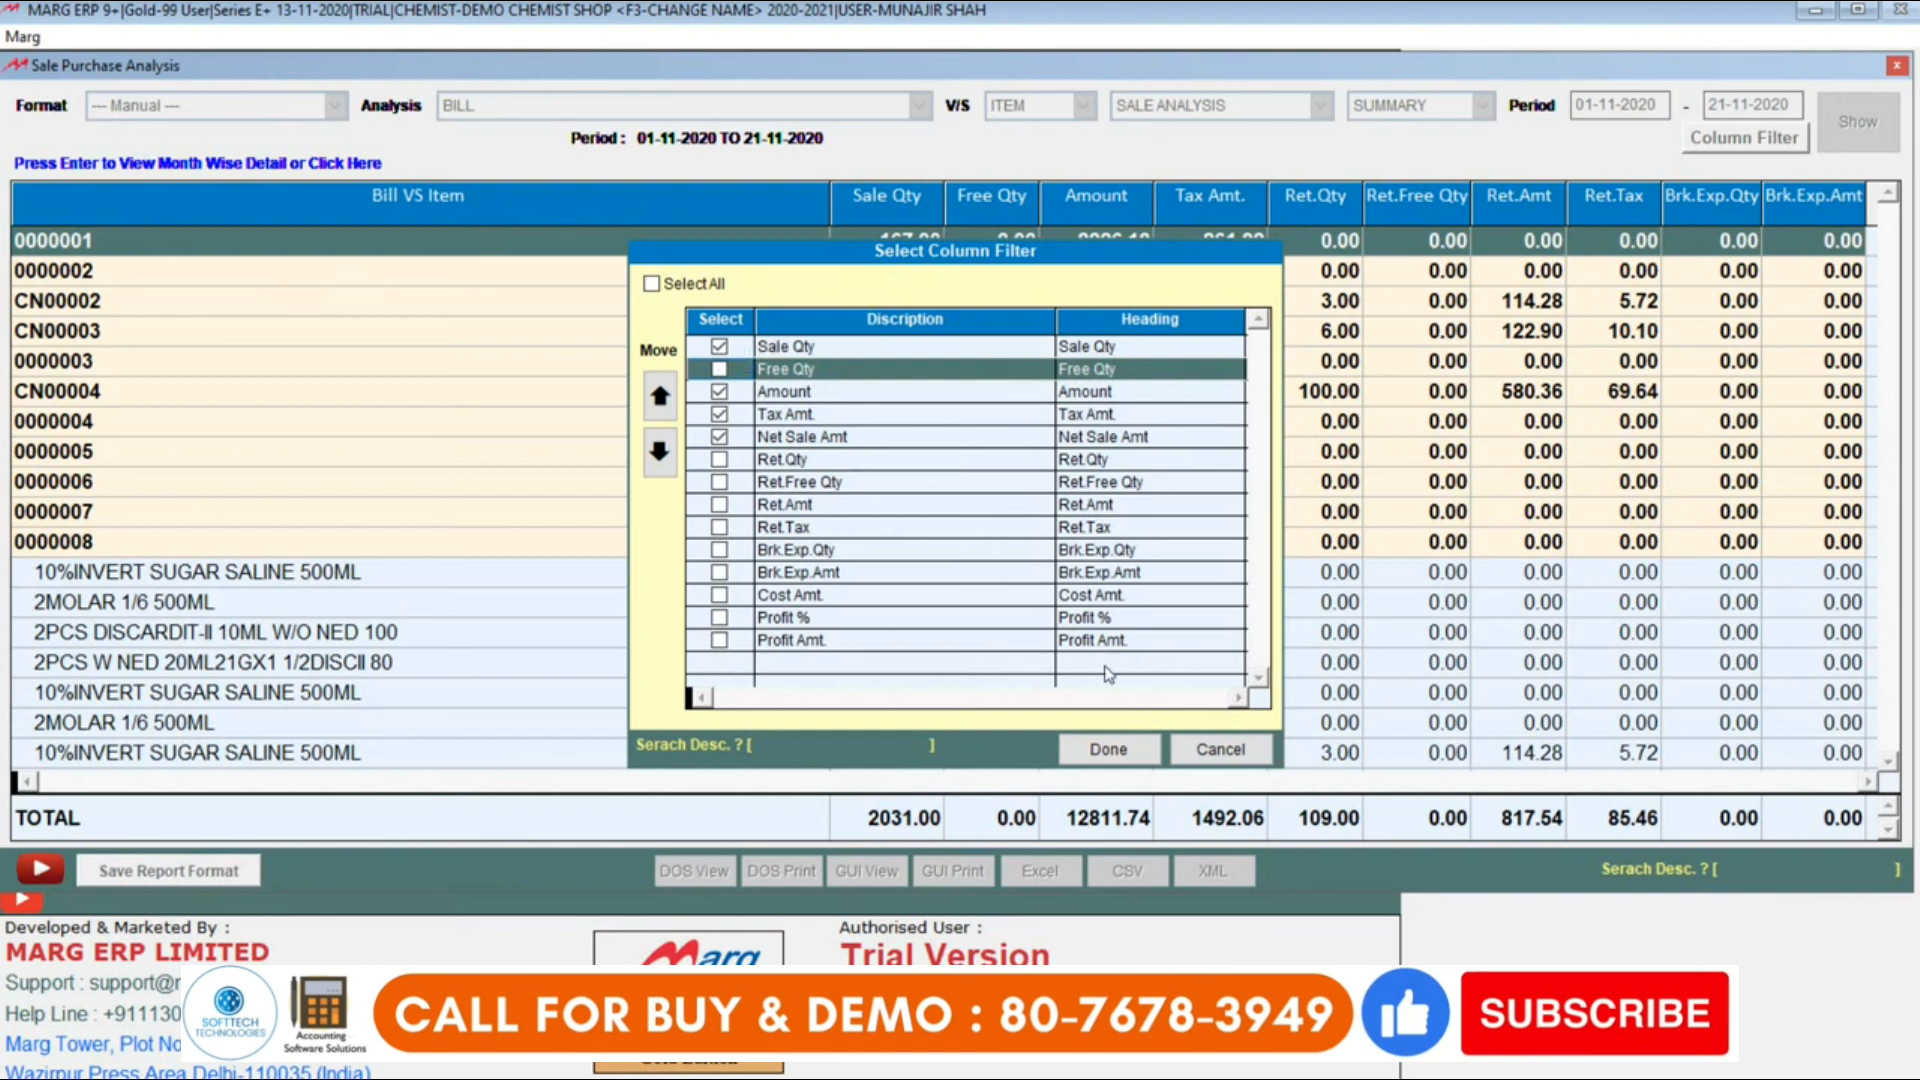 MARG ERP 9+|Gold-99 User|Series E+ 13-11-2020|TRIAL|CHEMIST-DEMO CHEMIST SHOP <F3-CHANGE NAME> 2020-2021|USER-MUNAJIR SHAH
Marg
Sale Purchase Analysis
Format --- Manual --- Analysis BILL V/S ITEM SALE ANALYSIS SUMMARY Period 01-11-2020 - 21-11-2020 Show
Period : 01-11-2020 TO 21-11-2020 Column Filter
Press Enter to View Month Wise Detail or Click Here
Bill VS Item Sale Qty Free Qty Amount Tax Amt. Ret.Qty Ret.Free Qty Ret.Amt Ret.Tax Brk.Exp.Qty Brk.Exp.Amt
0000001 0.00 0.00 0.00 0.00 0.00 0.00
0000002 0.00 0.00 0.00 0.00 0.00 0.00
CN00002 3.00 0.00 114.28 5.72 0.00 0.00
CN00003 6.00 0.00 122.90 10.10 0.00 0.00
0000003 0.00 0.00 0.00 0.00 0.00 0.00
CN00004 100.00 0.00 580.36 69.64 0.00 0.00
0000004 0.00 0.00 0.00 0.00 0.00 0.00
0000005 0.00 0.00 0.00 0.00 0.00 0.00
0000006 0.00 0.00 0.00 0.00 0.00 0.00
0000007 0.00 0.00 0.00 0.00 0.00 0.00
0000008 0.00 0.00 0.00 0.00 0.00 0.00
10%INVERT SUGAR SALINE 500ML 0.00 0.00 0.00 0.00 0.00 0.00
2MOLAR 1/6 500ML 0.00 0.00 0.00 0.00 0.00 0.00
2PCS DISCARDIT-II 10ML W/O NED 100 0.00 0.00 0.00 0.00 0.00 0.00
2PCS W NED 20ML21GX1 1/2DISCII 80 0.00 0.00 0.00 0.00 0.00 0.00
10%INVERT SUGAR SALINE 500ML 0.00 0.00 0.00 0.00 0.00 0.00
2MOLAR 1/6 500ML 0.00 0.00 0.00 0.00 0.00 0.00
10%INVERT SUGAR SALINE 500ML 3.00 0.00 114.28 5.72 0.00 0.00
TOTAL 2031.00 0.00 12811.74 1492.06 109.00 0.00 817.54 85.46 0.00 0.00
Select Column Filter
Select All
Move
Select Discription Heading
Sale Qty Sale Qty
Free Qty Free Qty
Amount Amount
Tax Amt. Tax Amt.
Net Sale Amt Net Sale Amt
Ret.Qty Ret.Qty
Ret.Free Qty Ret.Free Qty
Ret.Amt Ret.Amt
Ret.Tax Ret.Tax
Brk.Exp.Qty Brk.Exp.Qty
Brk.Exp.Amt Brk.Exp.Amt
Cost Amt. Cost Amt.
Profit % Profit %
Profit Amt. Profit Amt.
Serach Desc. ? [ ] Done Cancel
Save Report Format DOS View DOS Print GUI View GUI Print Excel CSV XML Serach Desc. ? [ ]
Developed & Marketed By :
MARG ERP LIMITED
Support : support@
Help Line : +911130
Marg Tower, Plot No
Wazirpur Press Area Delhi-110035 (India)
Marg
Authorised User :
Trial Version
SOFTTECH
TECHNOLOGIES
Accounting
Software Solutions
CALL FOR BUY & DEMO : 80-7678-3949
SUBSCRIBE